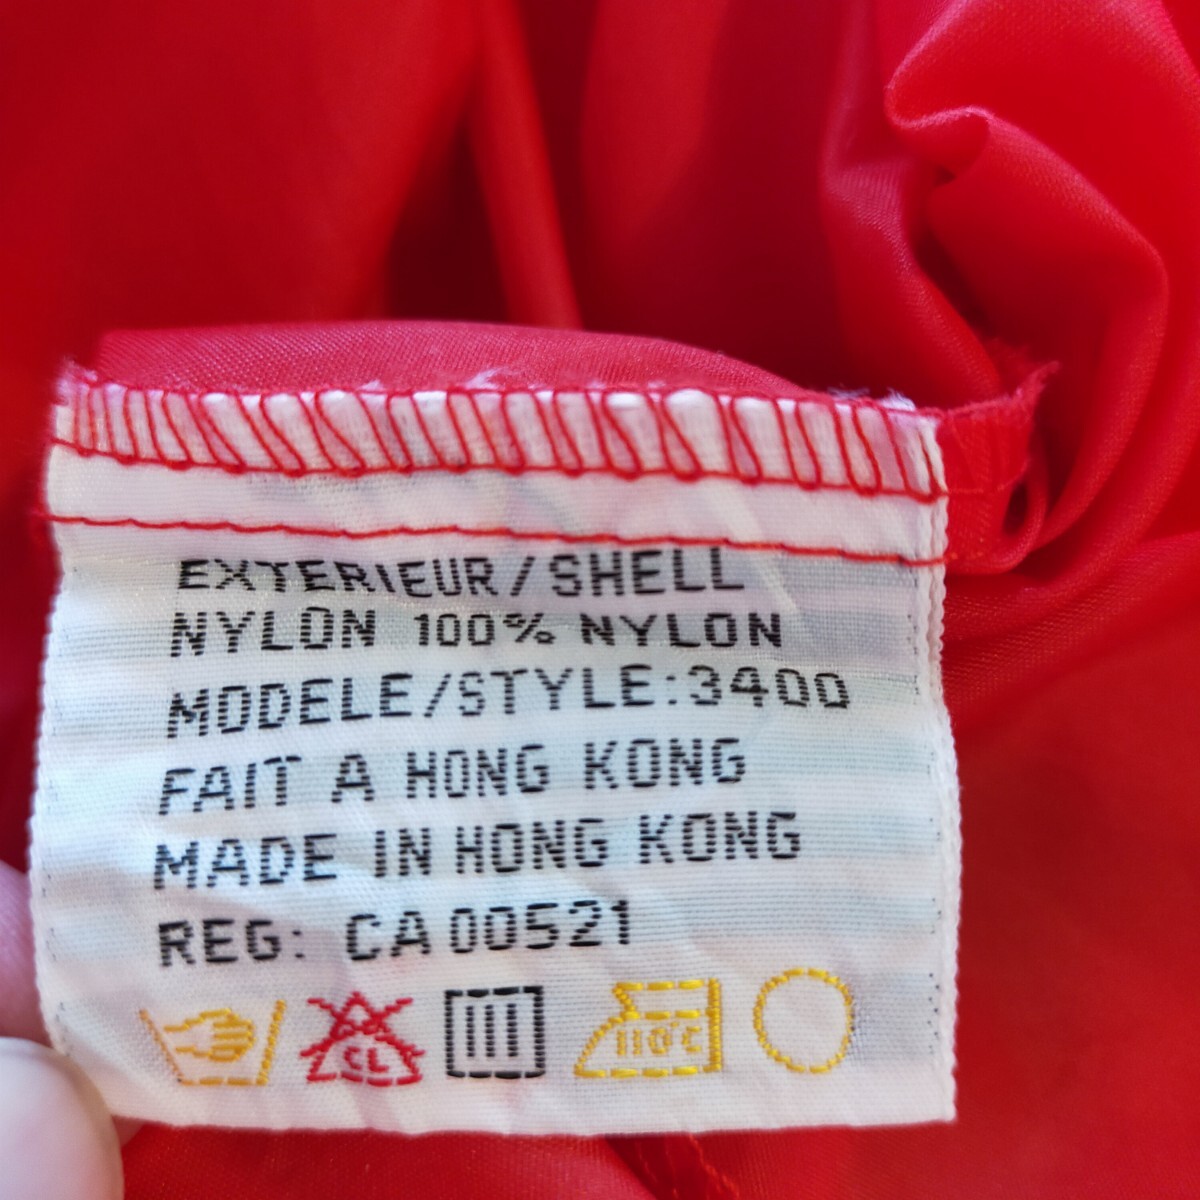 EXTERIEUR/SHELL
NYLON 100% NYLON
MODELE/STYLE:3400
FAIT A HONG KONG
MADE IN HONG KONG
REG: CA 00521
CL 110°C